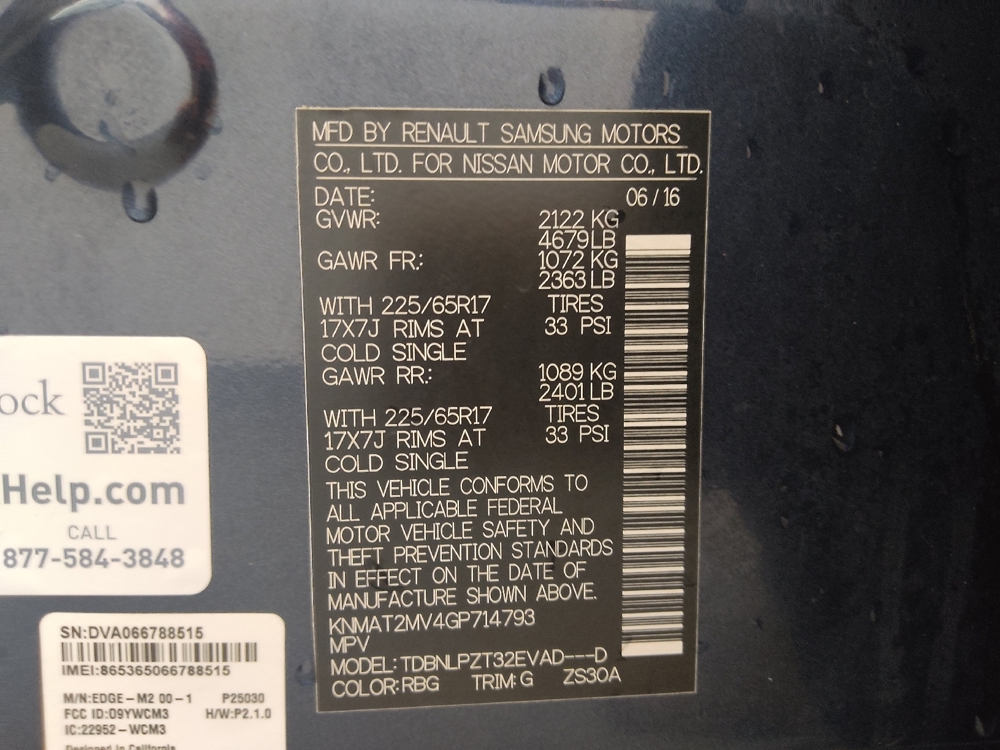 MFD BY RENAULT SAMSUNG MOTORS
CO., LTD. FOR NISSAN MOTOR CO., LTD.
DATE: 06/16
GVWR: 2122 KG
4679 LB
GAWR FR.: 1072 KG
2363 LB
WITH 225/65R17 TIRES
17X7J RIMS AT 33 PSI
COLD SINGLE
GAWR RR.: 1089 KG
2401 LB
WITH 225/65R17 TIRES
17X7J RIMS AT 33 PSI
COLD SINGLE
THIS VEHICLE CONFORMS TO
ALL APPLICABLE FEDERAL
MOTOR VEHICLE SAFETY AND
THEFT PREVENTION STANDARDS
IN EFFECT ON THE DATE OF
MANUFACTURE SHOWN ABOVE.
KNMAT2MV4GP714793
MPV
MODEL: TDBNLPZT32EVAD---D
COLOR: RBG TRIM: G ZS30A
ock
Help.com
CALL
877-584-3848
SN:DVA066788515
IMEI:865365066788515
M/N:EDGE-M2 00-1 P25030
FCC ID:O9YWCM3 H/W:P2.1.0
IC:22952-WCM3
Designed in California